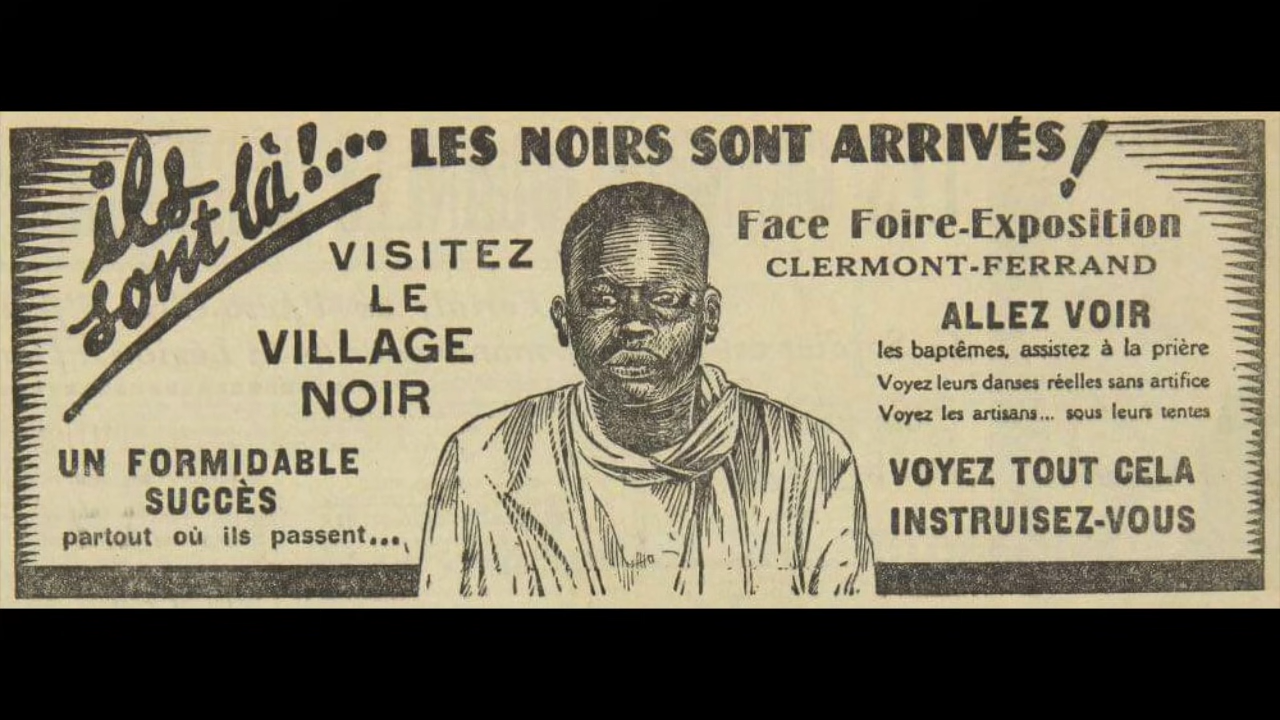 ils
sont là!...
LES NOIRS SONT ARRIVÉS!
VISITEZ
LE
VILLAGE
NOIR
UN FORMIDABLE
SUCCÈS
partout où ils passent...
Face Foire-Exposition
CLERMONT-FERRAND
ALLEZ VOIR
les baptêmes, assistez à la prière
Voyez leurs danses réelles sans artifice
Voyez les artisans... sous leurs tentes
VOYEZ TOUT CELA
INSTRUISEZ-VOUS